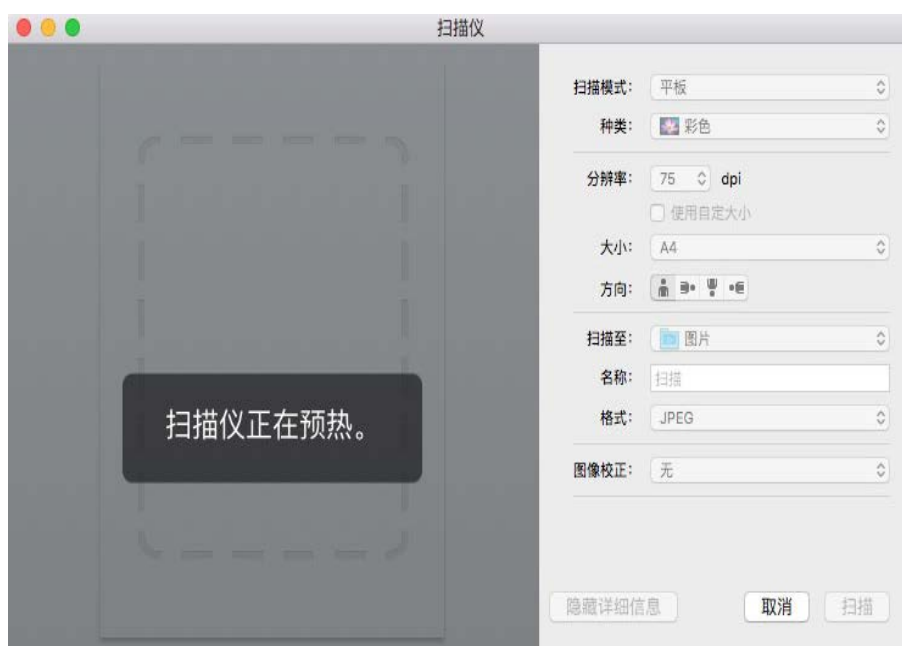 扫描仪
扫描仪正在预热。
扫描模式： 平板
种类： 彩色
分辨率： 75 dpi
使用自定大小
大小： A4
方向：
扫描至： 图片
名称： 扫描
格式： JPEG
图像校正： 无
隐藏详细信息 取消 扫描